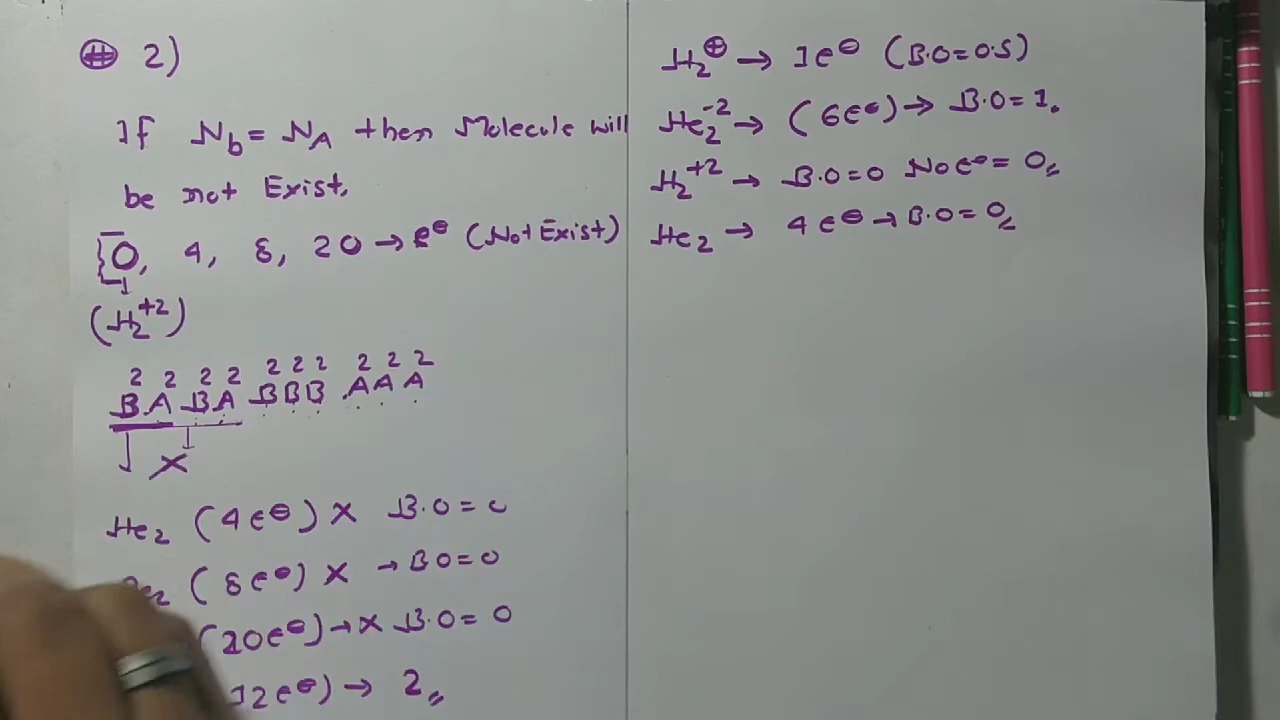 # 2)
If Nb = NA then Molecule will
be not Exist.
0, 4, 8, 20 → e⊖ (Not Exist)
(H2+2)
2 2 2 2 2 2 2 2 2 2
B A B A B B B A A A
X
He2 (4e⊖) X B.O = 0
(8e⊖) X → BO = 0
(20e⊖) → X B.O = 0
12e⊖) → 2
H2⊕ → 1e⊖ (B.O = 0.5)
He2-2 → (6e⊖) → B.O = 1.
H2+2 → B.O = 0 No e⊖ = 0
He2 → 4e⊖ → B.O = 0